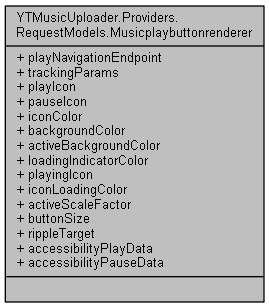 YTMusicUploader.Providers.
RequestModels.Musicplaybuttonrenderer
+ playNavigationEndpoint
+ trackingParams
+ playIcon
+ pauseIcon
+ iconColor
+ backgroundColor
+ activeBackgroundColor
+ loadingIndicatorColor
+ playingIcon
+ iconLoadingColor
+ activeScaleFactor
+ buttonSize
+ rippleTarget
+ accessibilityPlayData
+ accessibilityPauseData